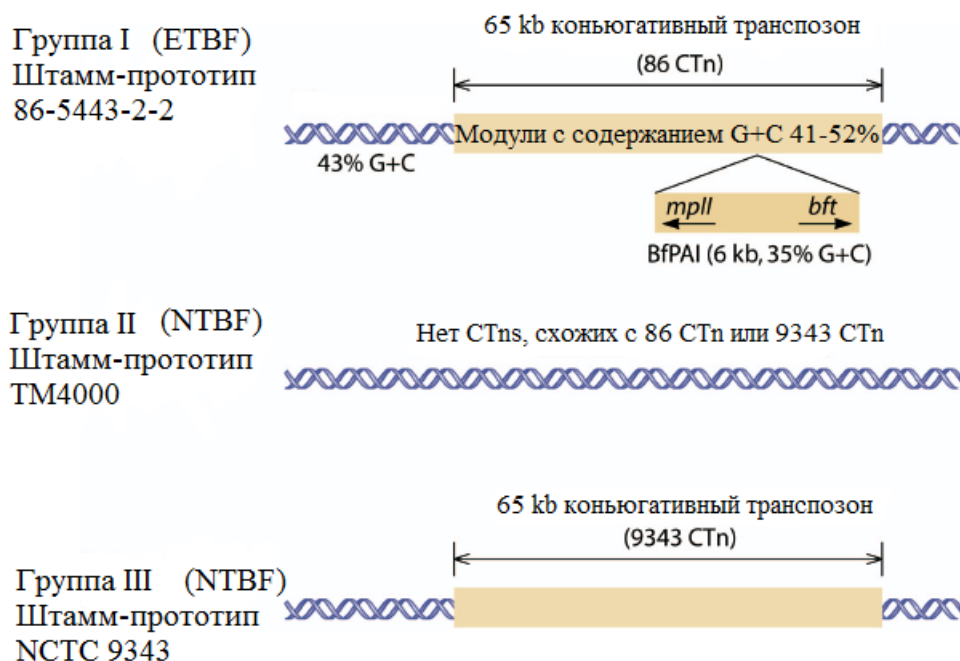 Группа I (ETBF)
Штамм-прототип
86-5443-2-2
65 kb коньюгативный транспозон
(86 CTn)
Модули с содержанием G+C 41-52%
43% G+C
mpII bft
BfPAI (6 kb, 35% G+C)
Группа II (NTBF)
Штамм-прототип
TM4000
Нет CTns, схожих с 86 CTn или 9343 CTn
65 kb коньюгативный транспозон
(9343 CTn)
Группа III (NTBF)
Штамм-прототип
NCTC 9343